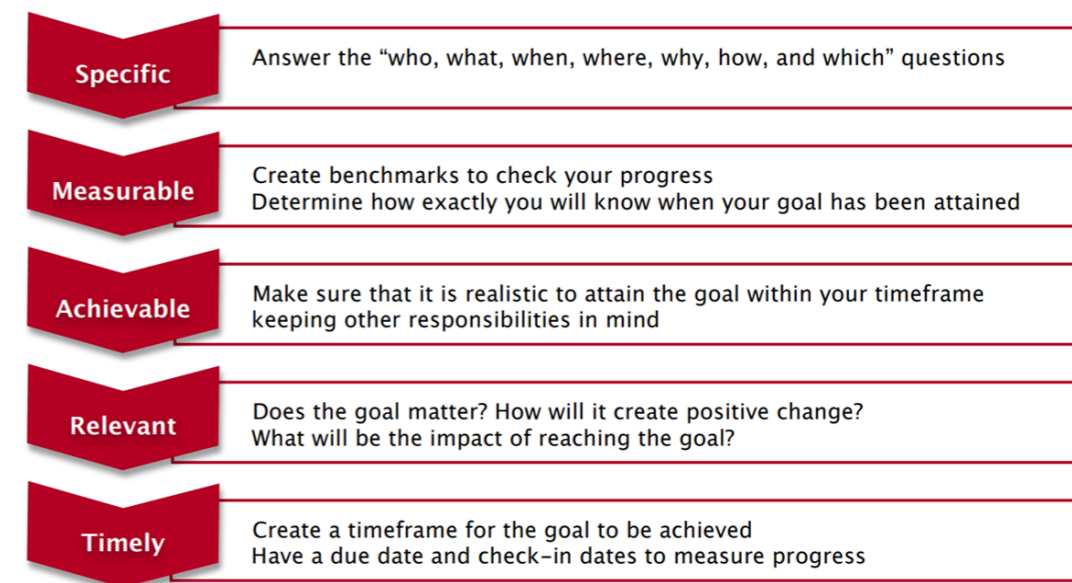 Specific
Answer the “who, what, when, where, why, how, and which” questions
Measurable
Create benchmarks to check your progress
Determine how exactly you will know when your goal has been attained
Achievable
Make sure that it is realistic to attain the goal within your timeframe
keeping other responsibilities in mind
Relevant
Does the goal matter? How will it create positive change?
What will be the impact of reaching the goal?
Timely
Create a timeframe for the goal to be achieved
Have a due date and check-in dates to measure progress